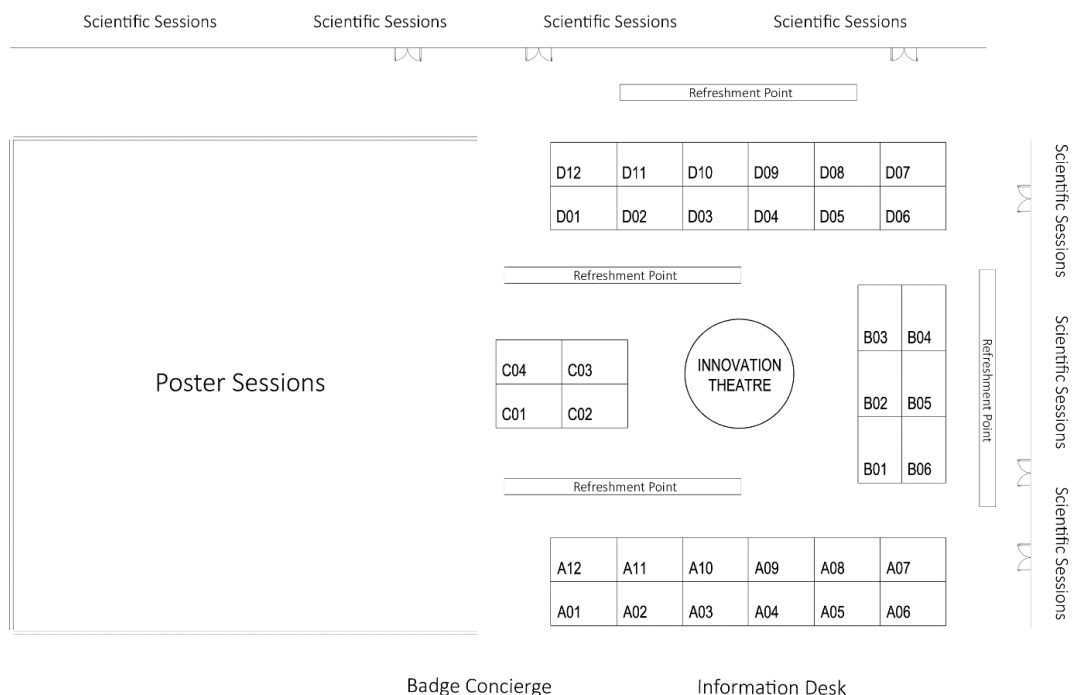 Scientific Sessions Scientific Sessions Scientific Sessions Scientific Sessions
Refreshment Point
D12 D11 D10 D09 D08 D07
D01 D02 D03 D04 D05 D06
Scientific Sessions
Refreshment Point
B03 B04
Scientific Sessions
Refreshment Point
INNOVATION
THEATRE
C04 C03
Poster Sessions
B02 B05
C01 C02
B01 B06
Refreshment Point
Scientific Sessions
A12 A11 A10 A09 A08 A07
A01 A02 A03 A04 A05 A06
Badge Concierge Information Desk